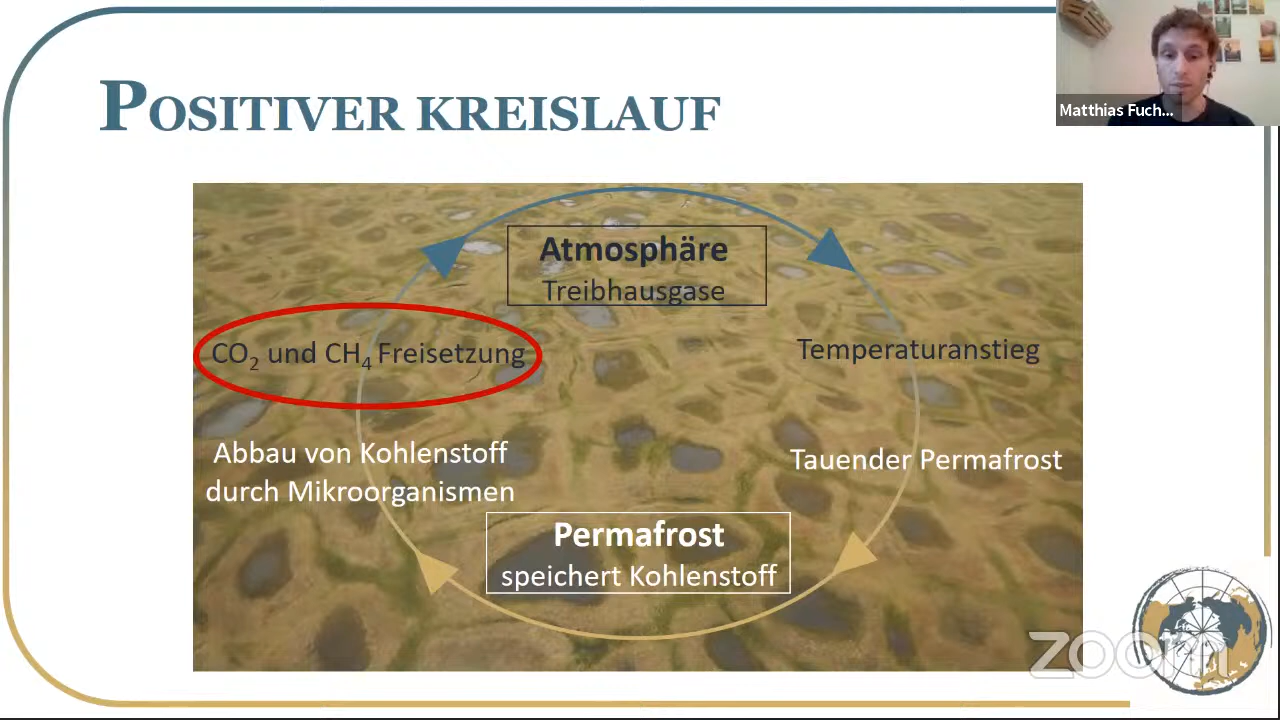 POSITIVER KREISLAUF
Matthias Fuch...
Atmosphäre
Treibhausgase
CO₂ und CH₄ Freisetzung
Temperaturanstieg
Abbau von Kohlenstoff
durch Mikroorganismen
Tauender Permafrost
Permafrost
speichert Kohlenstoff
zoom